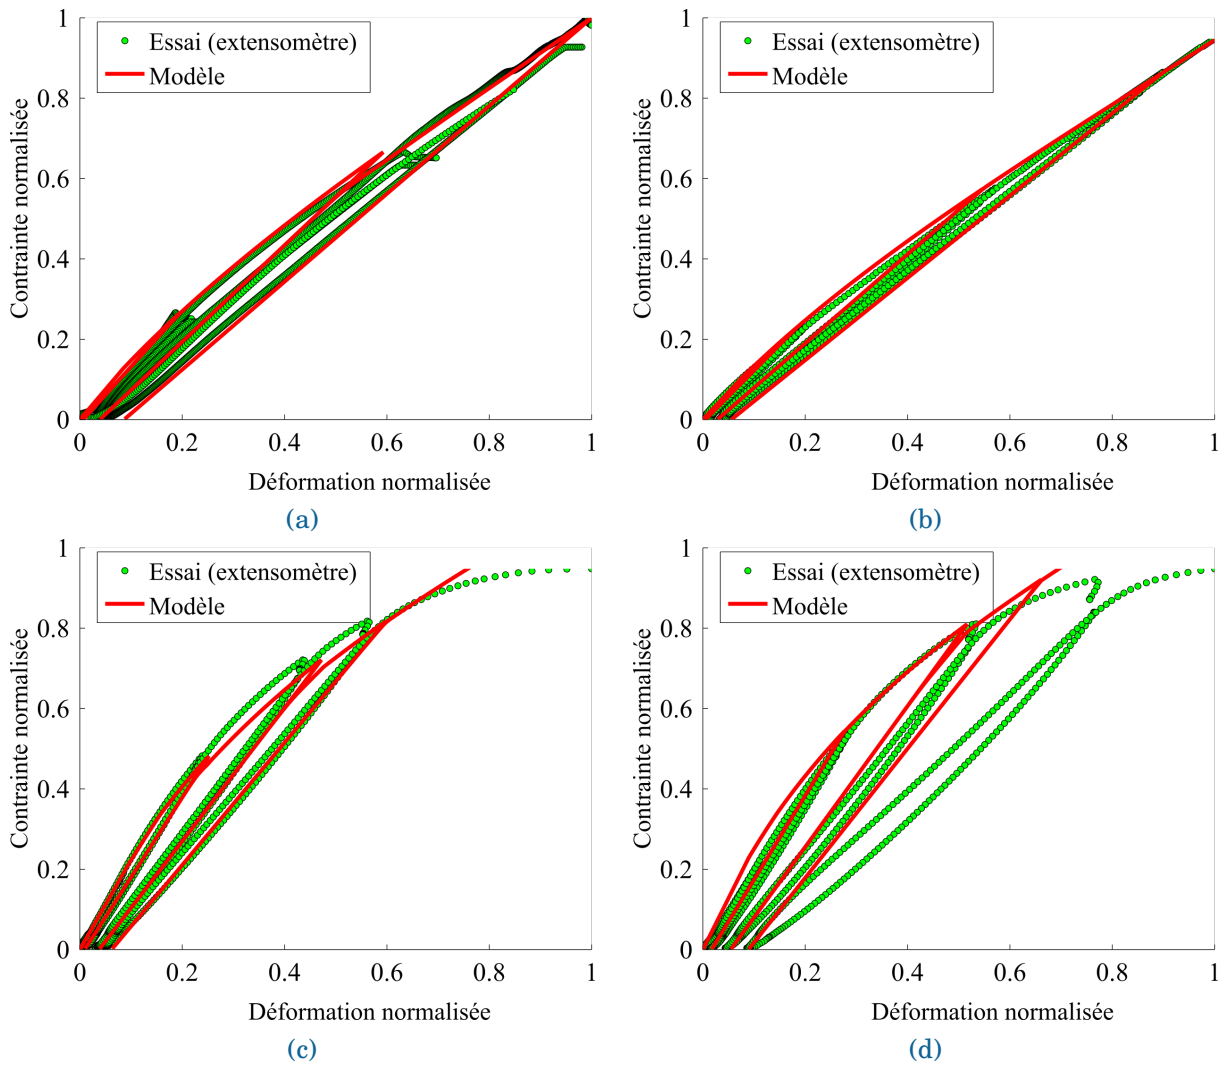 1
0.8
0.6
0.4
0.2
0
0 0.2 0.4 0.6 0.8 1
Contrainte normalisée
Déformation normalisée
Essai (extensomètre)
Modèle
(a)
1
0.8
0.6
0.4
0.2
0
0 0.2 0.4 0.6 0.8 1
Contrainte normalisée
Déformation normalisée
Essai (extensomètre)
Modèle
(b)
1
0.8
0.6
0.4
0.2
0
0 0.2 0.4 0.6 0.8 1
Contrainte normalisée
Déformation normalisée
Essai (extensomètre)
Modèle
(c)
1
0.8
0.6
0.4
0.2
0
0 0.2 0.4 0.6 0.8 1
Contrainte normalisée
Déformation normalisée
Essai (extensomètre)
Modèle
(d)